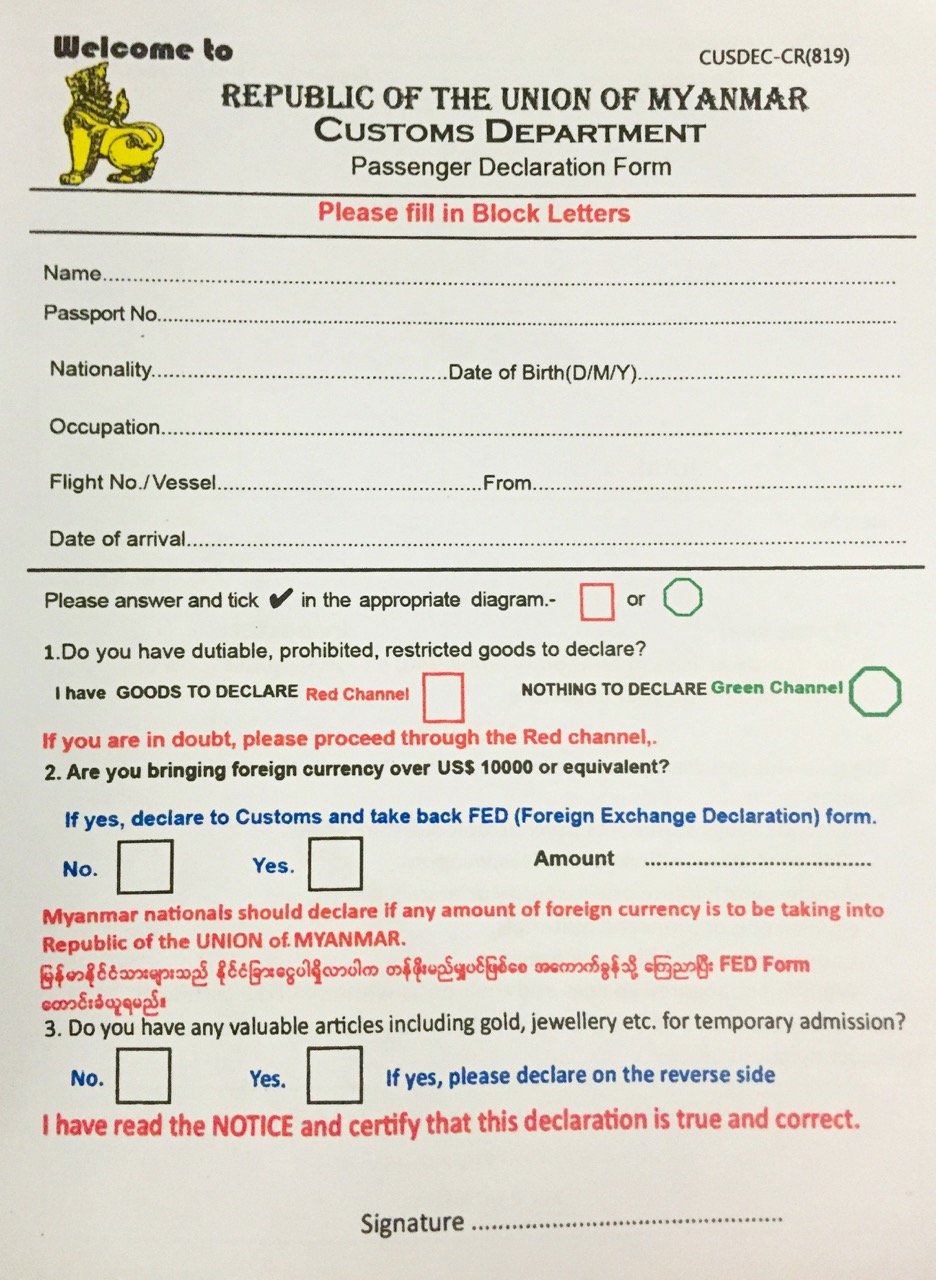 Welcome to
CUSDEC-CR(819)
REPUBLIC OF THE UNION OF MYANMAR
CUSTOMS DEPARTMENT
Passenger Declaration Form
Please fill in Block Letters
Name
Passport No
Nationality Date of Birth(D/M/Y)
Occupation
Flight No./Vessel From
Date of arrival
Please answer and tick ✔ in the appropriate diagram.- or
1.Do you have dutiable, prohibited, restricted goods to declare?
I have GOODS TO DECLARE Red Channel NOTHING TO DECLARE Green Channel
If you are in doubt, please proceed through the Red channel,.
2. Are you bringing foreign currency over US$ 10000 or equivalent?
If yes, declare to Customs and take back FED (Foreign Exchange Declaration) form.
No. Yes. Amount
Myanmar nationals should declare if any amount of foreign currency is to be taking into
Republic of the UNION of MYANMAR.
မြန်မာနိုင်ငံသားများသည် နိုင်ငံခြားငွေပါရှိလာပါက တန်ဖိုးမည်မျှပင်ဖြစ်စေ အကောက်ခွန်သို့ ကြေညာပြီး FED Form
တောင်းခံယူရမည်။
3. Do you have any valuable articles including gold, jewellery etc. for temporary admission?
No. Yes. If yes, please declare on the reverse side
I have read the NOTICE and certify that this declaration is true and correct.
Signature